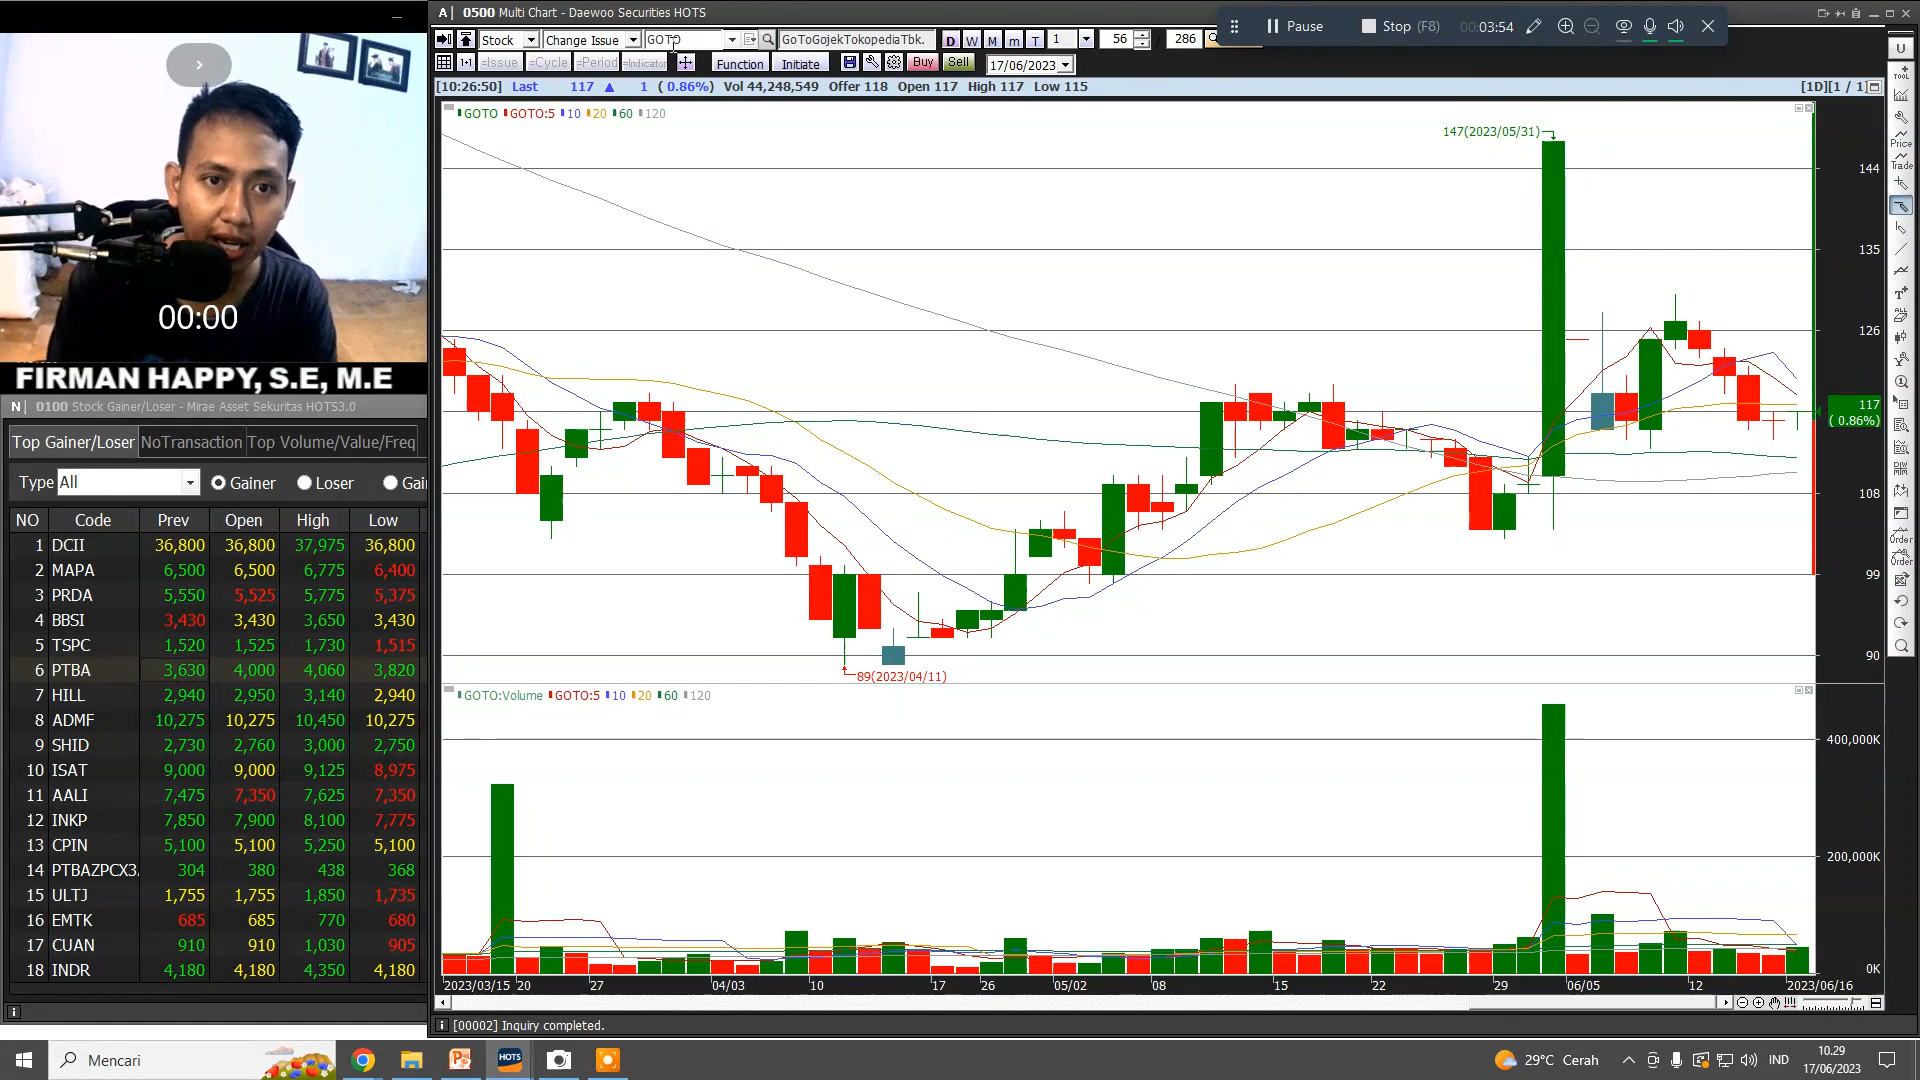 A 0500 Multi Chart - Daewoo Securities HOTS
Pause Stop (F8) 00:03:54
Stock Change Issue GOTO GoToGojekTokopediaTbk. D W M m T 1 56 / 286
=Issue =Cycle =Period =Indicator Function Initiate Buy Sell 17/06/2023
[10:26:50] Last 117 ▲ 1 ( 0.86%) Vol 44,248,549 Offer 118 Open 117 High 117 Low 115 [1D][1 / 1]
GOTO GOTO:5 10 20 60 120
147(2023/05/31)
144
135
126
117
( 0.86%)
108
99
90
89(2023/04/11)
GOTO:Volume GOTO:5 10 20 60 120
400,000K
200,000K
0K
2023/03/15 20 27 04/03 10 17 26 05/02 08 15 22 29 06/05 12 2023/06/16
[00002] Inquiry completed.
U
TOOL
Price
Trade
ALL
DIV
Order
Order
00:00
FIRMAN HAPPY, S.E, M.E
N 0100 Stock Gainer/Loser - Mirae Asset Sekuritas HOTS3.0
Top Gainer/Loser NoTransaction Top Volume/Value/Freq
Type All Gainer Loser Gai
NO Code Prev Open High Low
1 DCII 36,800 36,800 37,975 36,800
2 MAPA 6,500 6,500 6,775 6,400
3 PRDA 5,550 5,525 5,775 5,375
4 BBSI 3,430 3,430 3,650 3,430
5 TSPC 1,520 1,525 1,730 1,515
6 PTBA 3,630 4,000 4,060 3,820
7 HILL 2,940 2,950 3,140 2,940
8 ADMF 10,275 10,275 10,450 10,275
9 SHID 2,730 2,760 3,000 2,750
10 ISAT 9,000 9,000 9,125 8,975
11 AALI 7,475 7,350 7,625 7,350
12 INKP 7,850 7,900 8,100 7,775
13 CPIN 5,100 5,100 5,250 5,100
14 PTBAZPCX3. 304 380 438 368
15 ULTJ 1,755 1,755 1,850 1,735
16 EMTK 685 685 770 680
17 CUAN 910 910 1,030 905
18 INDR 4,180 4,180 4,350 4,180
Mencari HOTS 29°C Cerah IND 10.29
17/06/2023